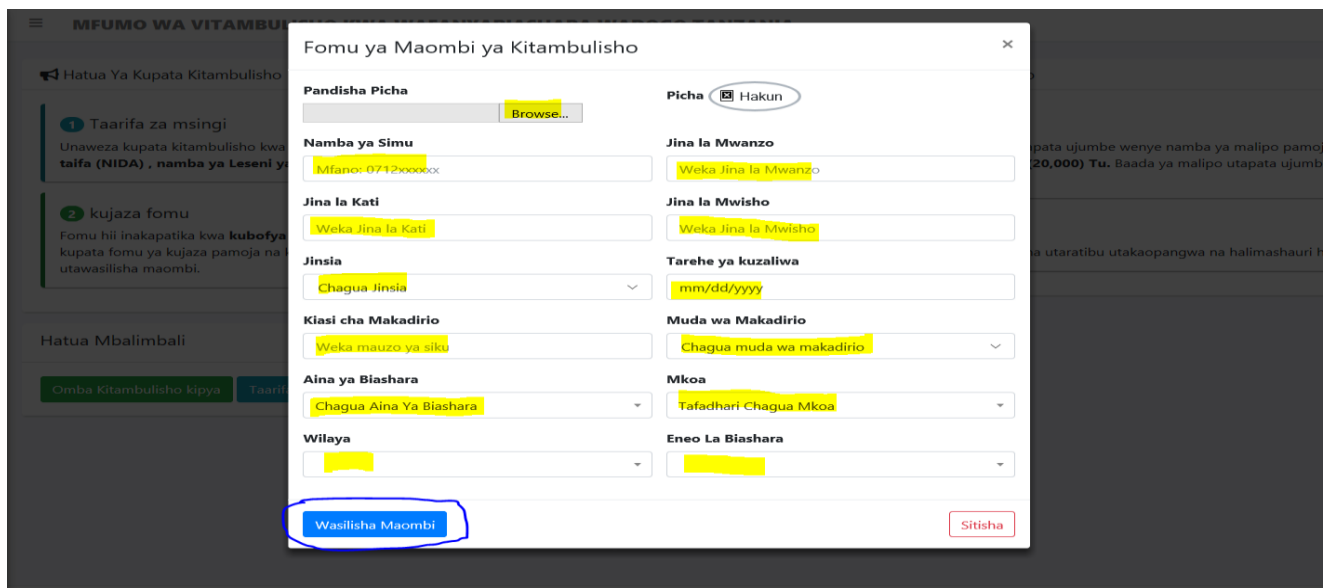 MFUMO WA VITAMBUL
Fomu ya Maombi ya Kitambulisho ×
Hatua Ya Kupata Kitambulisho
Pandisha Picha
Picha Hakun
Browse...
1 Taarifa za msingi
Unaweza kupata kitambulisho kwa
taifa (NIDA) , namba ya Leseni ya
pata ujumbe wenye namba ya malipo pamoj
(20,000) Tu. Baada ya malipo utapata ujumb
Namba ya Simu
Jina la Mwanzo
Mfano: 0712xxxxxx
Weka Jina la Mwanzo
Jina la Kati
Jina la Mwisho
Weka Jina la Kati
Weka Jina la Mwisho
2 kujaza fomu
Fomu hii inakapatika kwa kubofya
kupata fomu ya kujaza pamoja na
utawasilisha maombi.
utaratibu utakaopangwa na halimashauri h
Jinsia
Tarehe ya kuzaliwa
Chagua Jinsia
mm/dd/yyyy
Kiasi cha Makadirio
Muda wa Makadirio
Weka mauzo ya siku
Chagua muda wa makadirio
Hatua Mbalimbali
Omba Kitambulisho kipya
Taarif
Aina ya Biashara
Mkoa
Chagua Aina Ya Biashara
Tafadhari Chagua Mkoa
Wilaya
Eneo La Biashara
Wasilisha Maombi
Sitisha